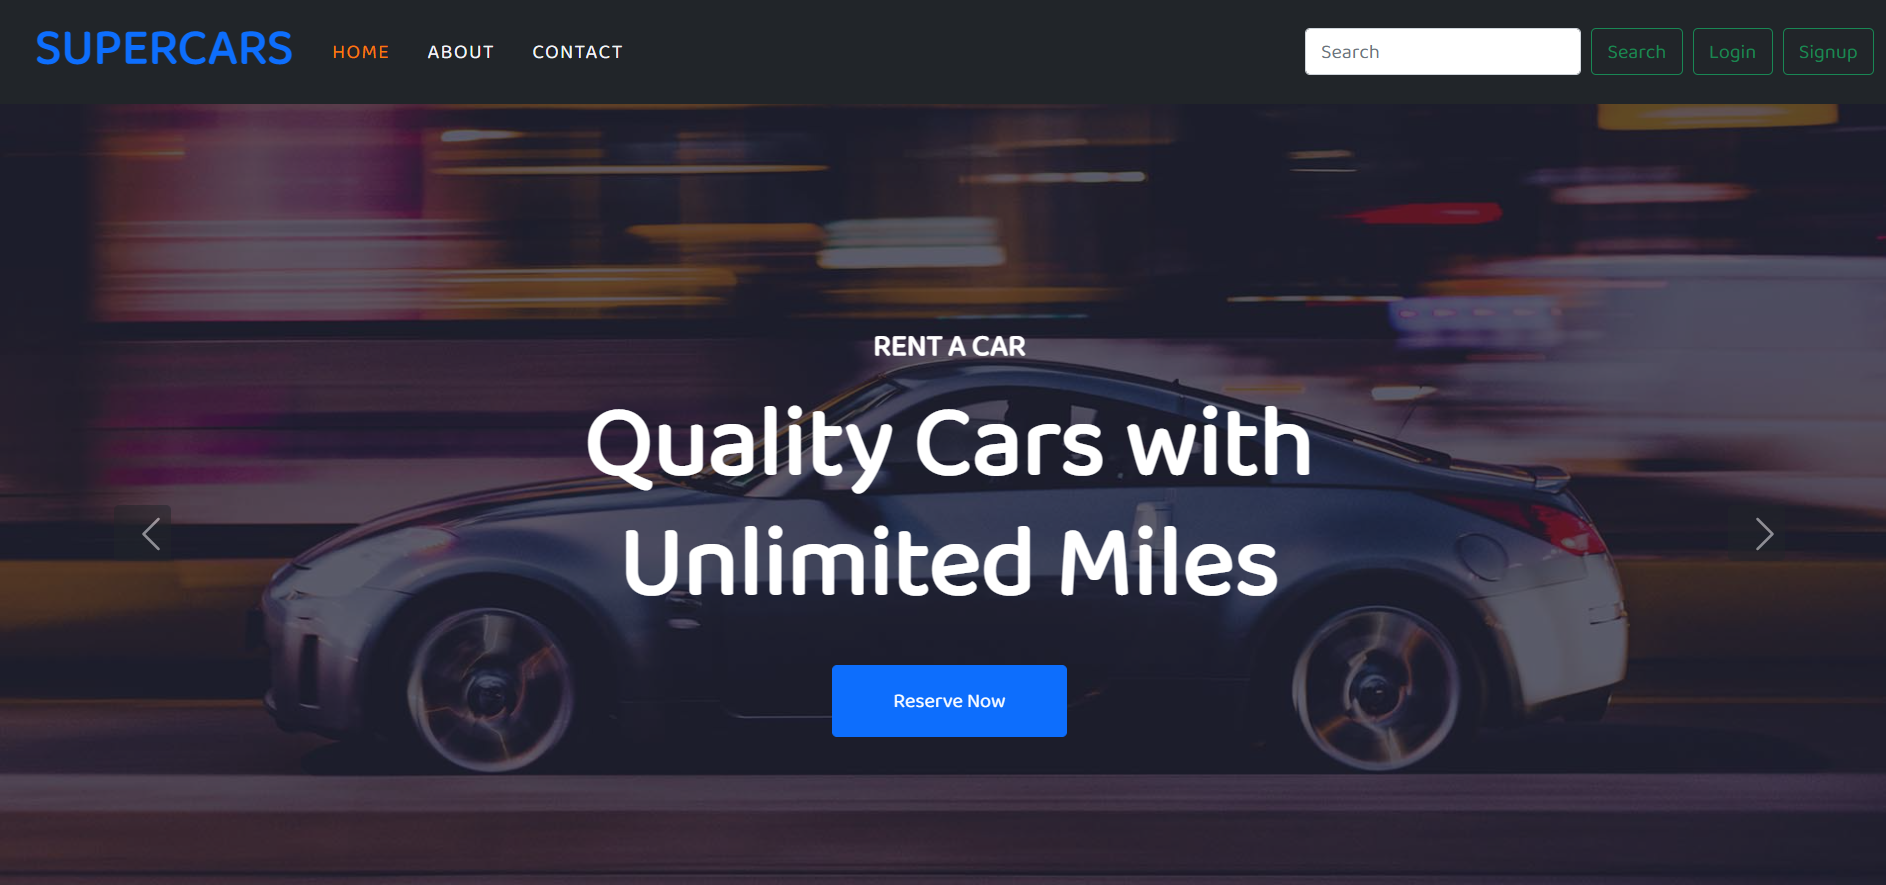 SUPERCARS HOME ABOUT CONTACT Search Search Login Signup
RENT A CAR
Quality Cars with
Unlimited Miles
Reserve Now